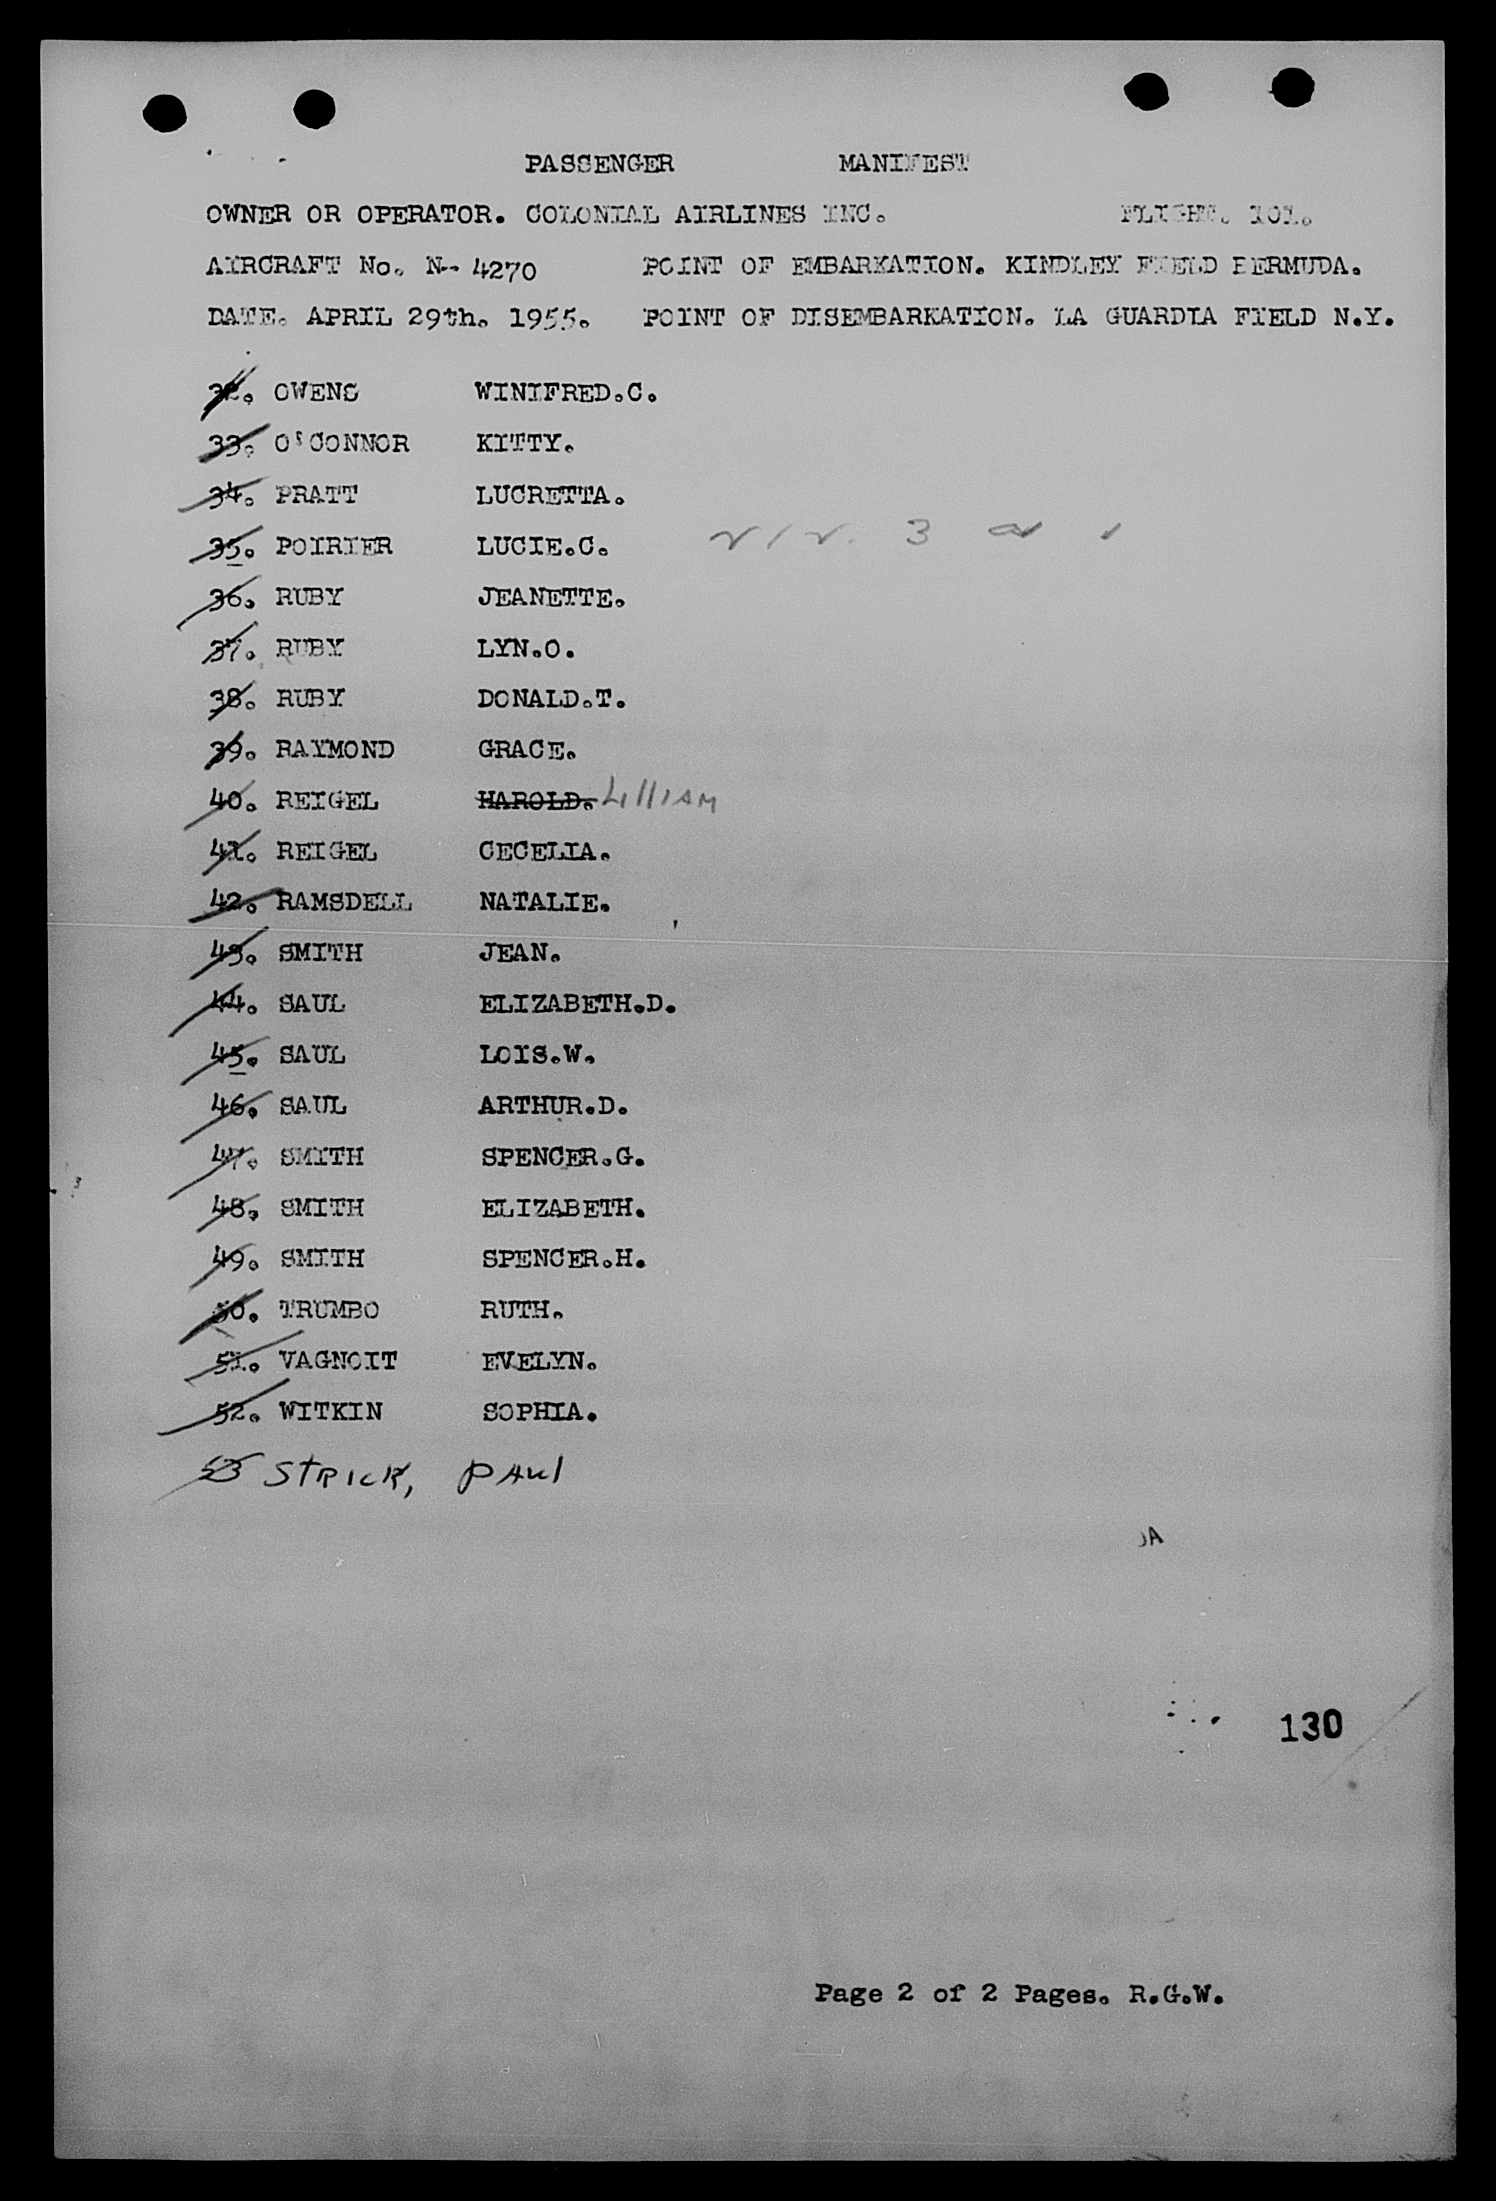 PASSENGER MANIFEST
OWNER OR OPERATOR. COLONIAL AIRLINES INC. FLIGHT. 101.
AIRCRAFT No. N-- 4270 POINT OF EMBARKATION. KINDLEY FIELD BERMUDA.
DATE. APRIL 29th. 1955. POINT OF DISEMBARKATION. LA GUARDIA FIELD N.Y.
32. OWENS WINIFRED.C.
33. O'CONNOR KITTY.
34. PRATT LUCRETTA.
35. POIRIER LUCIE.C.
3
36. RUBY JEANETTE.
37. RUBY LYN.O.
38. RUBY DONALD.T.
39. RAYMOND GRACE.
40. REIGEL HAROLD. Lilliam
41. REIGEL CECELIA.
42. RAMSDELL NATALIE.
43. SMITH JEAN.
44. SAUL ELIZABETH.D.
45. SAUL LOIS.W.
46. SAUL ARTHUR.D.
47. SMITH SPENCER.G.
48. SMITH ELIZABETH.
49. SMITH SPENCER.H.
50. TRUMBO RUTH.
51. VAGNOIT EVELYN.
52. WITKIN SOPHIA.
53 STRICK, PAul
130
Page 2 of 2 Pages. R.G.W.